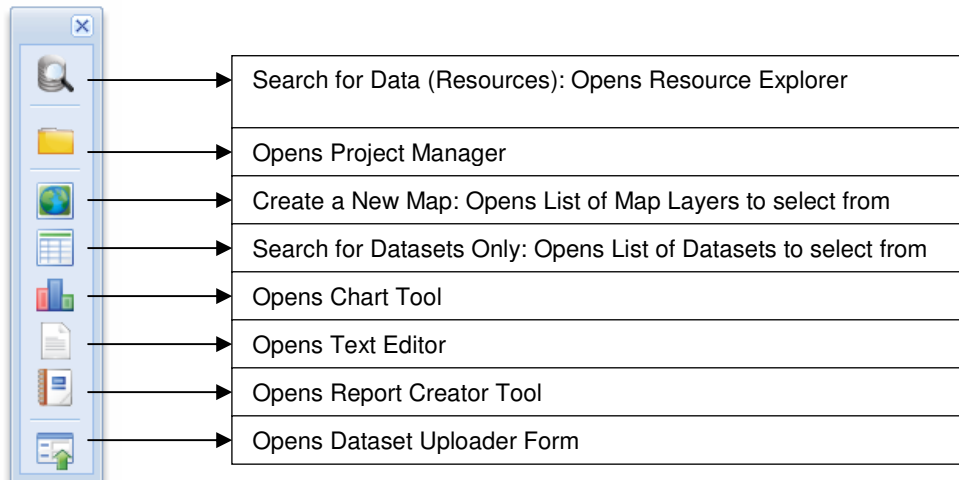 Search for Data (Resources): Opens Resource Explorer
Opens Project Manager
Create a New Map: Opens List of Map Layers to select from
Search for Datasets Only: Opens List of Datasets to select from
Opens Chart Tool
Opens Text Editor
Opens Report Creator Tool
Opens Dataset Uploader Form